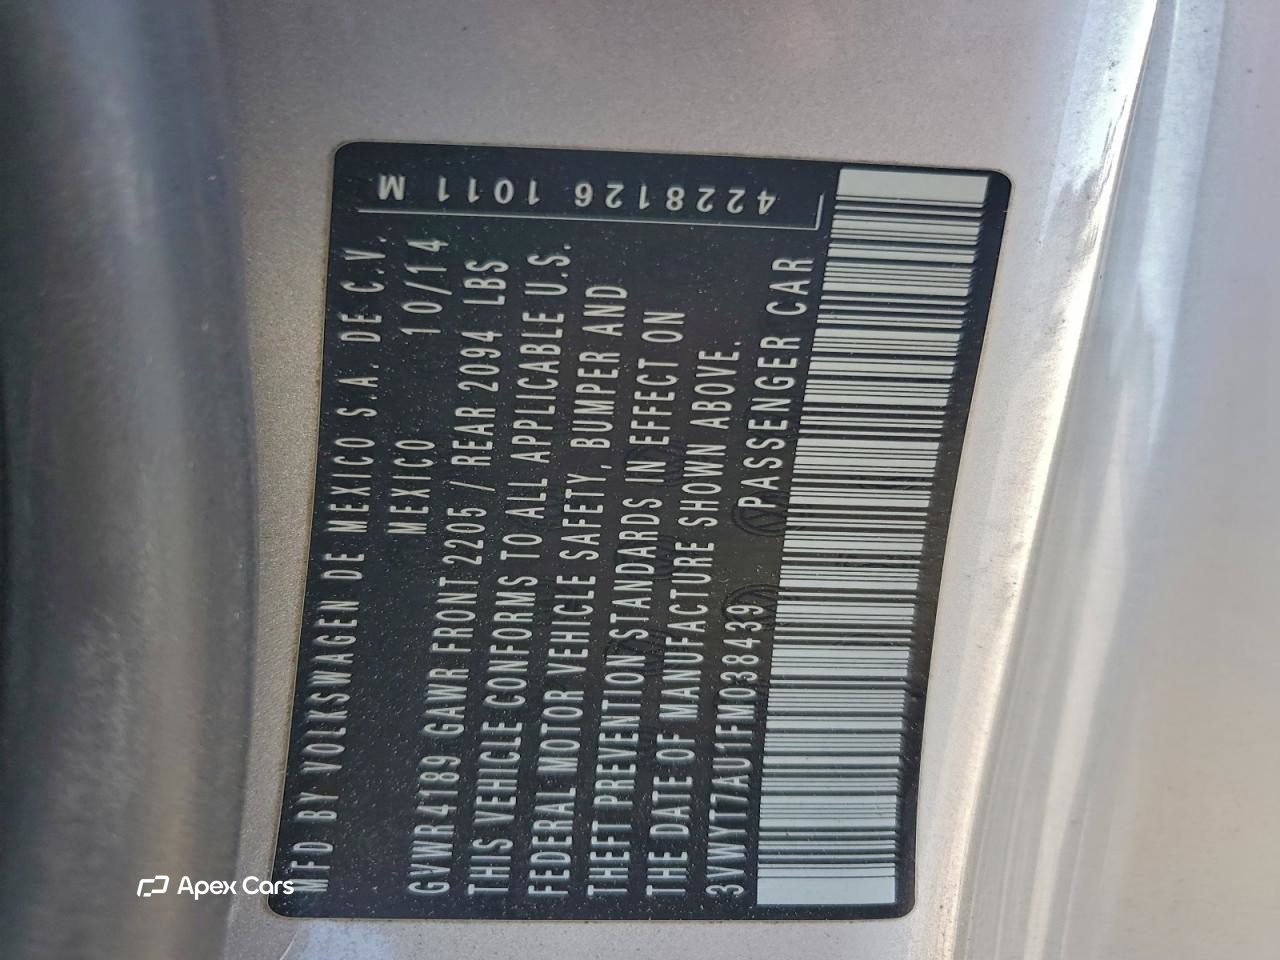 MFD BY VOLKSWAGEN DE MEXICO S.A. DE C.V.
MEXICO 10/14
GVWR 4189 GAWR FRONT 2205 / REAR 2094 LBS
THIS VEHICLE CONFORMS TO ALL APPLICABLE U.S.
FEDERAL MOTOR VEHICLE SAFETY, BUMPER AND
THEFT PREVENTION STANDARDS IN EFFECT ON
THE DATE OF MANUFACTURE SHOWN ABOVE.
3VWYT7AU1FM038439 PASSENGER CAR
4228126 1011 M
Apex Cars